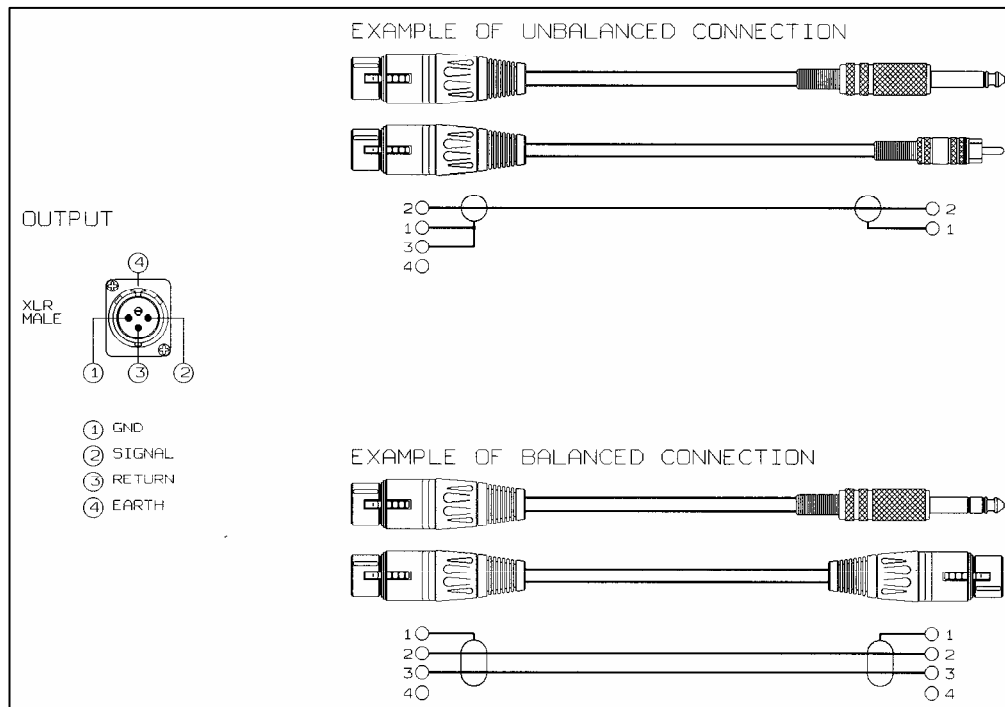 EXAMPLE OF UNBALANCED CONNECTION
2 2
1 1
3
4
OUTPUT
4
XLR
MALE
1 3 2
1 GND
2 SIGNAL
3 RETURN
4 EARTH
EXAMPLE OF BALANCED CONNECTION
1 1
2 2
3 3
4 4